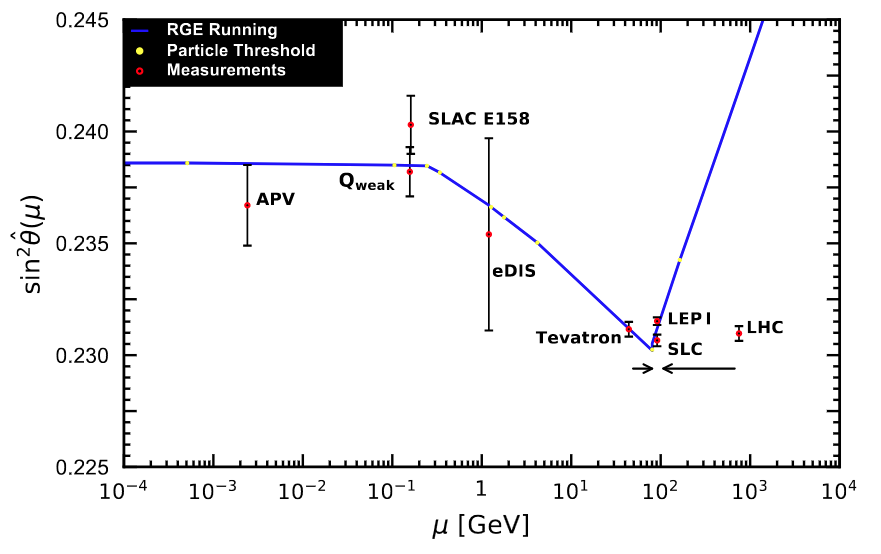 RGE Running
Particle Threshold
Measurements
0.245
0.240
0.235
0.230
0.225
sin²θ̂(μ)
SLAC E158
Qweak
APV
eDIS
Tevatron
LEP I
SLC
LHC
10⁻⁴ 10⁻³ 10⁻² 10⁻¹ 1 10¹ 10² 10³ 10⁴
μ [GeV]